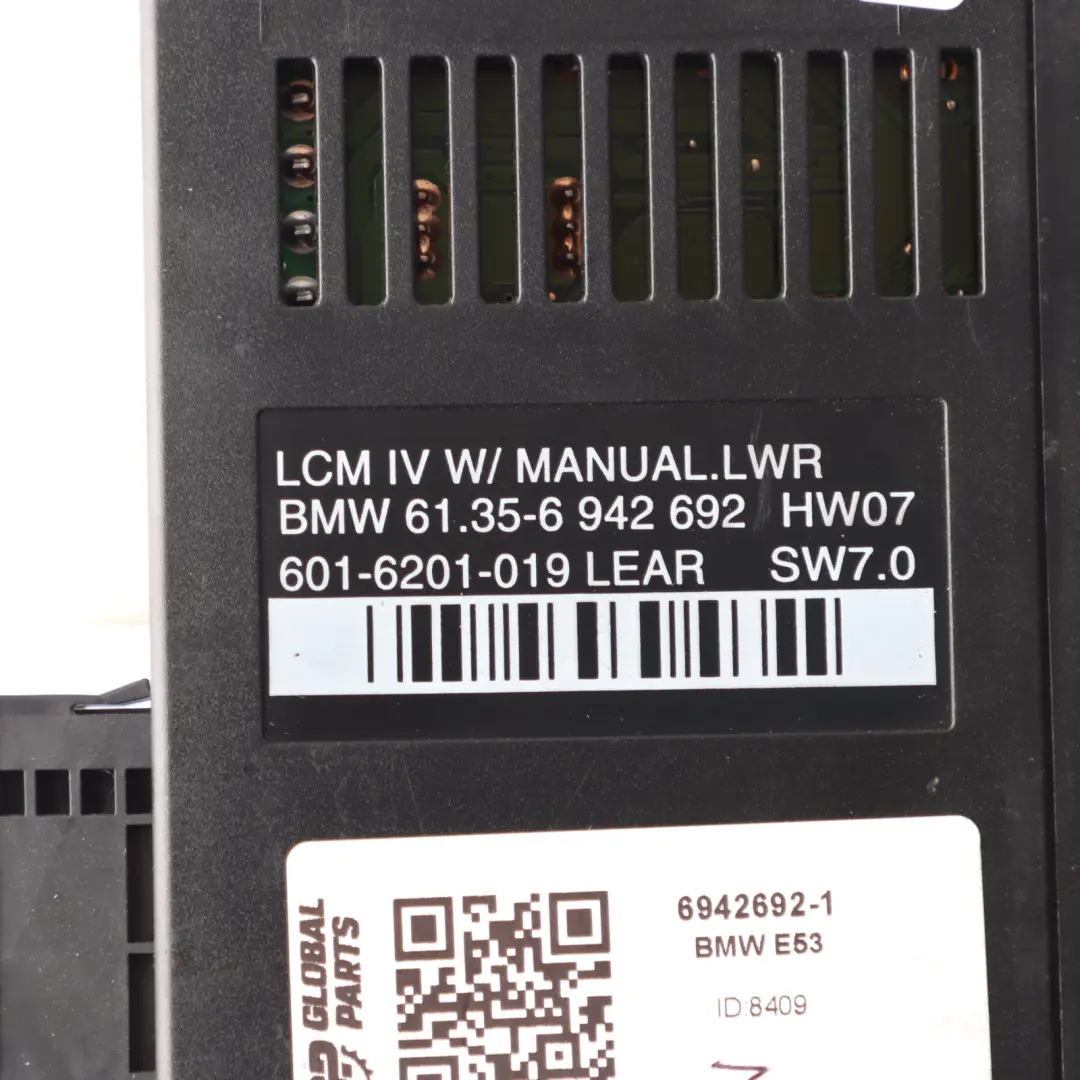 LCM IV W/ MANUAL.LWR
BMW 61.35-6 942 692 HW07
601-6201-019 LEAR SW7.0
GLOBAL
PARTS
6942692-1
BMW E53
ID:8409